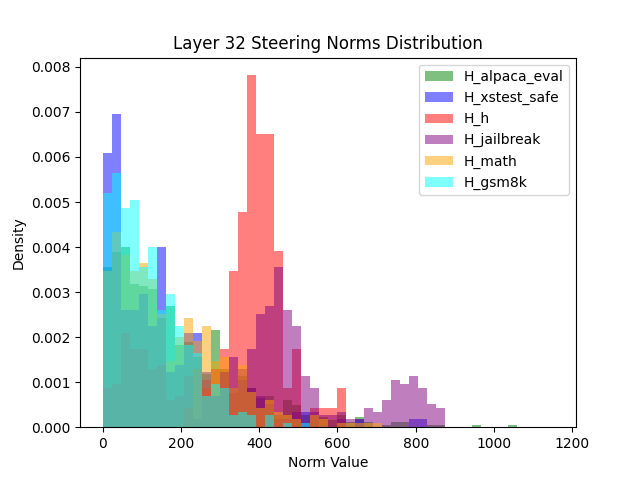 Layer 32 Steering Norms Distribution
H_alpaca_eval
H_xstest_safe
H_h
H_jailbreak
H_math
H_gsm8k
Density
0.008
0.007
0.006
0.005
0.004
0.003
0.002
0.001
0.000
0 200 400 600 800 1000 1200
Norm Value